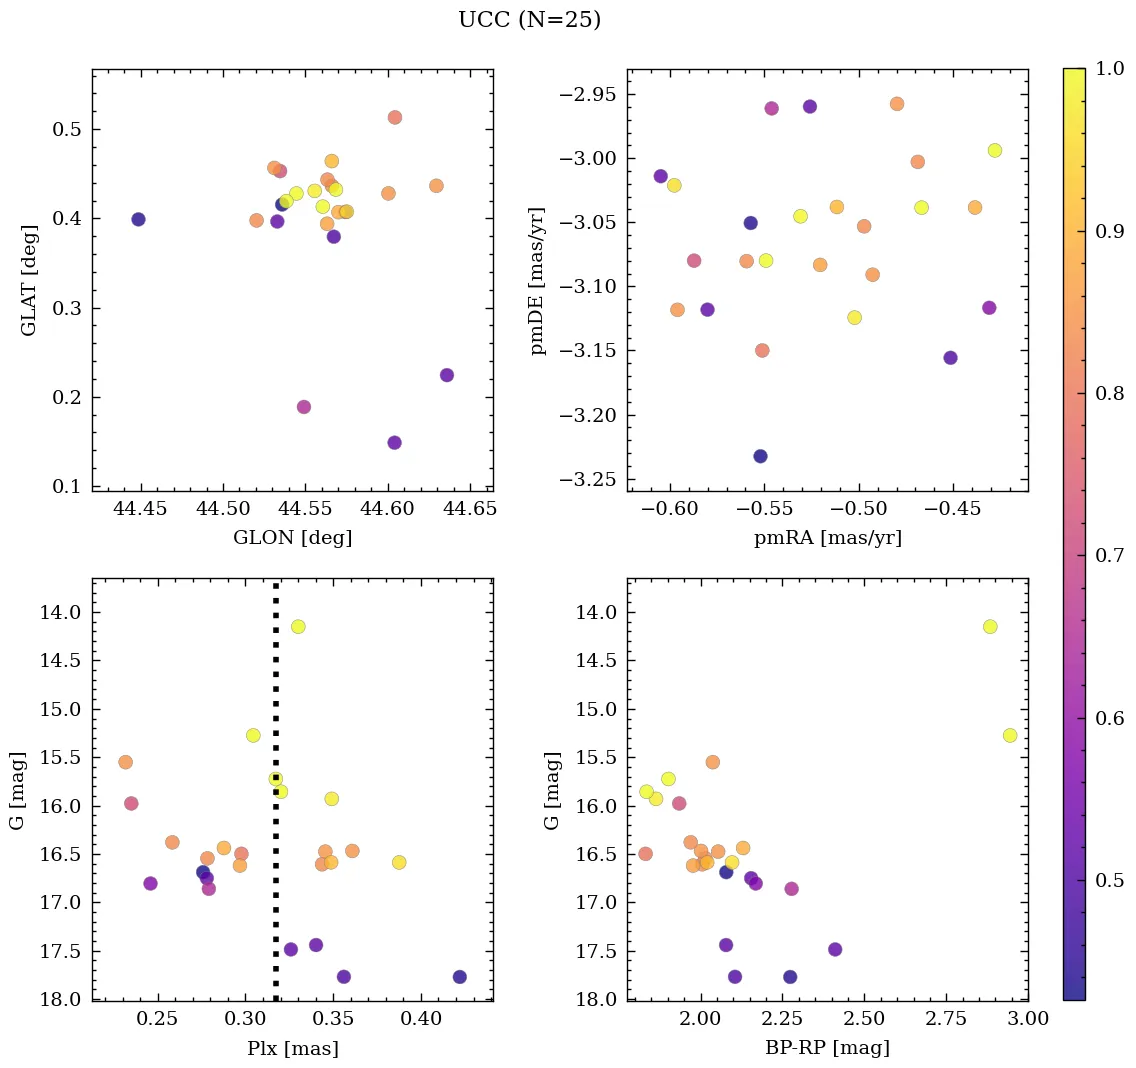 UCC (N=25)
0.5
0.4
0.3
0.2
0.1
GLAT [deg]
44.45 44.50 44.55 44.60 44.65
GLON [deg]
−2.95
−3.00
−3.05
−3.10
−3.15
−3.20
−3.25
pmDE [mas/yr]
−0.60 −0.55 −0.50 −0.45
pmRA [mas/yr]
14.0
14.5
15.0
15.5
16.0
16.5
17.0
17.5
18.0
G [mag]
0.25 0.30 0.35 0.40
Plx [mas]
14.0
14.5
15.0
15.5
16.0
16.5
17.0
17.5
18.0
G [mag]
2.00 2.25 2.50 2.75 3.00
BP-RP [mag]
1.0
0.9
0.8
0.7
0.6
0.5